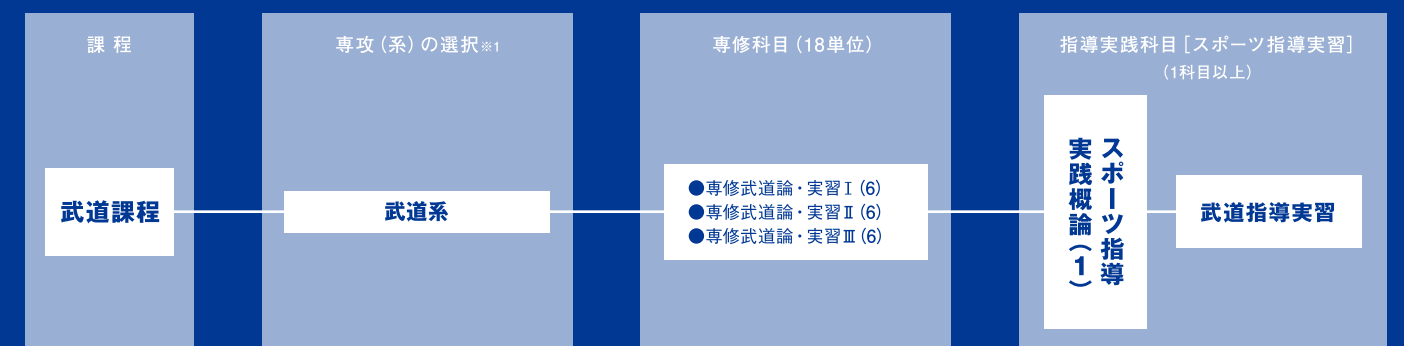 課 程
武道課程
専攻（系）の選択※1
武道系
専修科目（18単位）
●専修武道論・実習Ⅰ（6）
●専修武道論・実習Ⅱ（6）
●専修武道論・実習Ⅲ（6）
指導実践科目［スポーツ指導実習］
（1科目以上）
スポーツ指導
実践概論（1）
武道指導実習